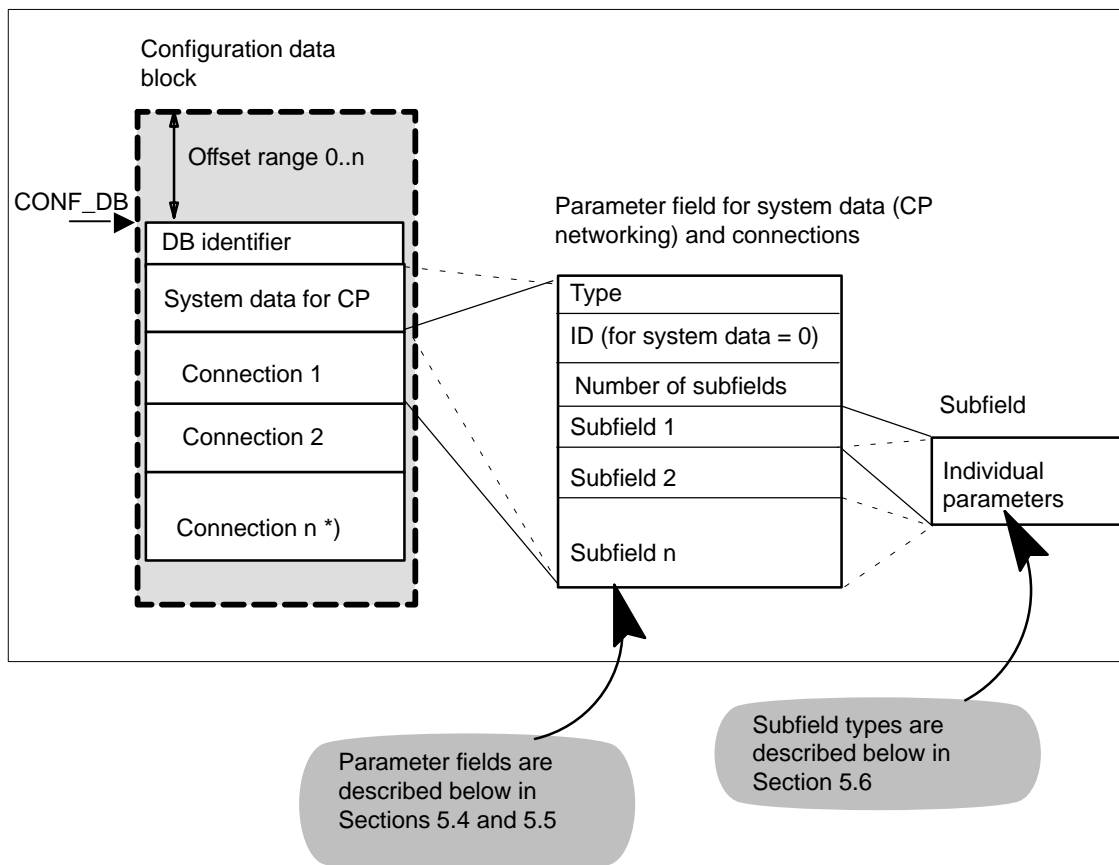 Configuration data
block
Offset range 0..n
CONF_DB
DB identifier
System data for CP
Connection 1
Connection 2
Connection n *)
Parameter field for system data (CP
networking) and connections
Type
ID (for system data = 0)
Number of subfields
Subfield 1
Subfield 2
Subfield n
Subfield
Individual
parameters
Parameter fields are
described below in
Sections 5.4 and 5.5
Subfield types are
described below in
Section 5.6